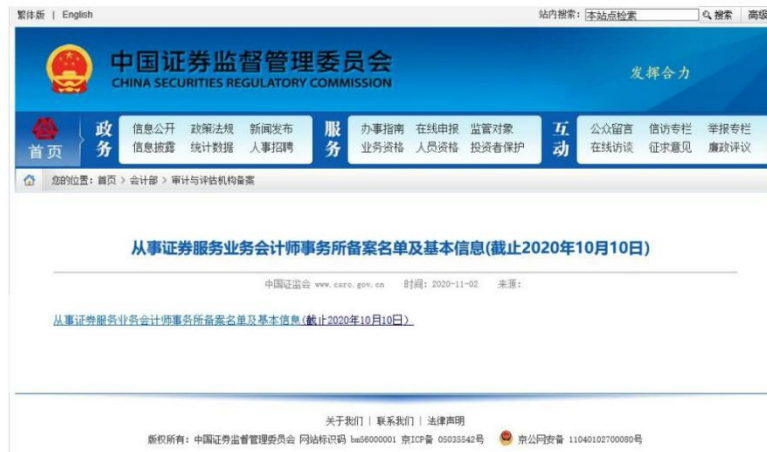 繁体版 | English
站内搜索: 本站点检索 搜索 高级
中国证券监督管理委员会
CHINA SECURITIES REGULATORY COMMISSION
发挥合力
首页
政务
信息公开 政策法规 新闻发布
信息披露 统计数据 人事招聘
服务
办事指南 在线申报 监管对象
业务资格 人员资格 投资者保护
互动
公众留言 信访专栏 举报专栏
在线访谈 征求意见 廉政评议
您的位置: 首页 > 会计部 > 审计与评估机构备案
从事证券服务业务会计师事务所备案名单及基本信息(截止2020年10月10日)
中国证监会 www.csrc.gov.cn 时间: 2020-11-02 来源:
从事证券服务业务会计师事务所备案名单及基本信息(截止2020年10月10日)
关于我们 | 联系我们 | 法律声明
版权所有: 中国证券监督管理委员会 网站标识码 bm56000001 京ICP备 05035542号 京公网安备 11040102700080号